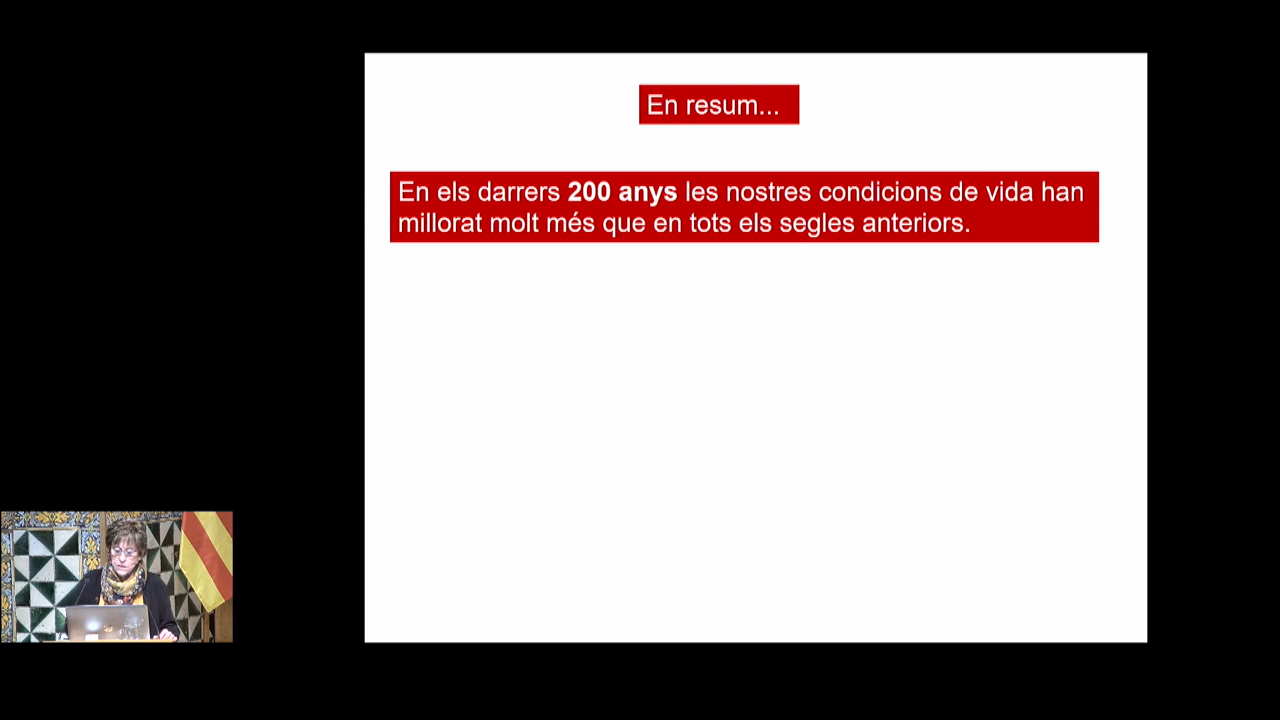 En resum...
En els darrers 200 anys les nostres condicions de vida han
millorat molt més que en tots els segles anteriors.